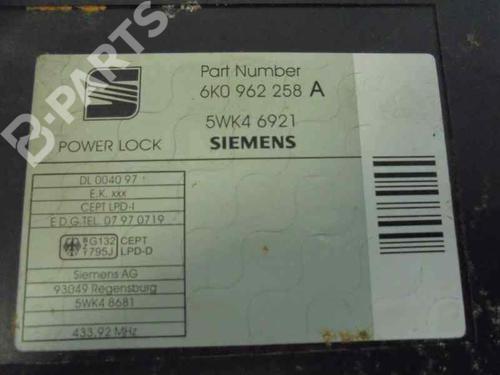 B-PARTS
Part Number
6K0 962 258 A
5WK4 6921
POWER LOCK
SIEMENS
DL 0040 97
E.K. xxx
CEPT LPD-I
E D G-TEL. 07 97 0719
G132
1795J
CEPT
LPD-D
Siemens AG
93049 Regensburg
5WK4 8681
433,92 MHz